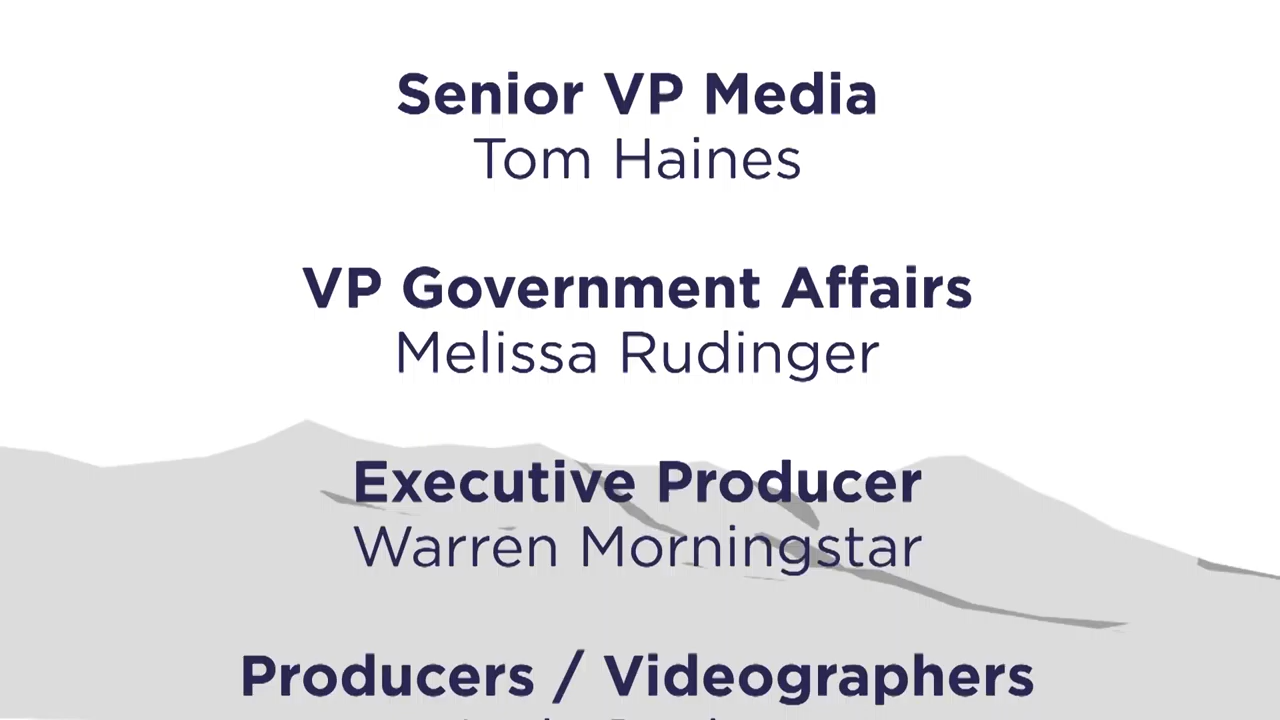 Senior VP Media
Tom Haines
VP Government Affairs
Melissa Rudinger
Executive Producer
Warren Morningstar
Producers / Videographers